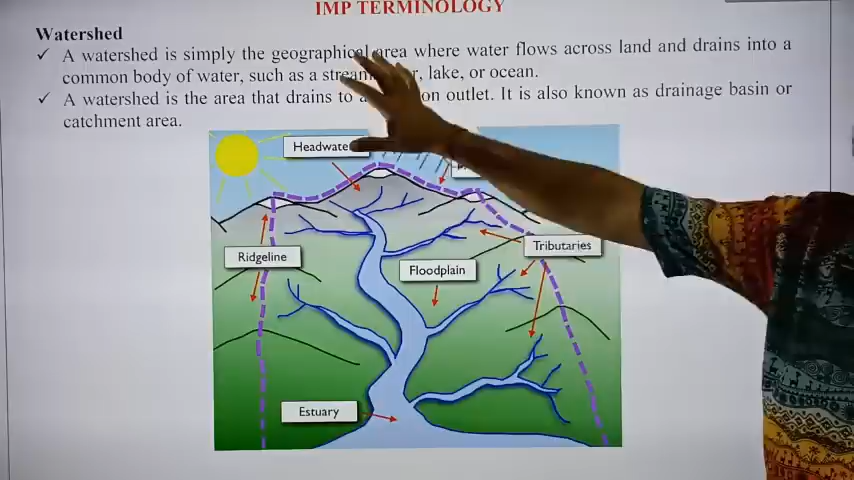 IMP TERMINOLOGY
Watershed
✓ A watershed is simply the geographical area where water flows across land and drains into a
common body of water, such as a stream, lake, or ocean.
✓ A watershed is the area that drains to a on outlet. It is also known as drainage basin or
catchment area.
Headwate
Ridgeline
Floodplain
Tributaries
Estuary